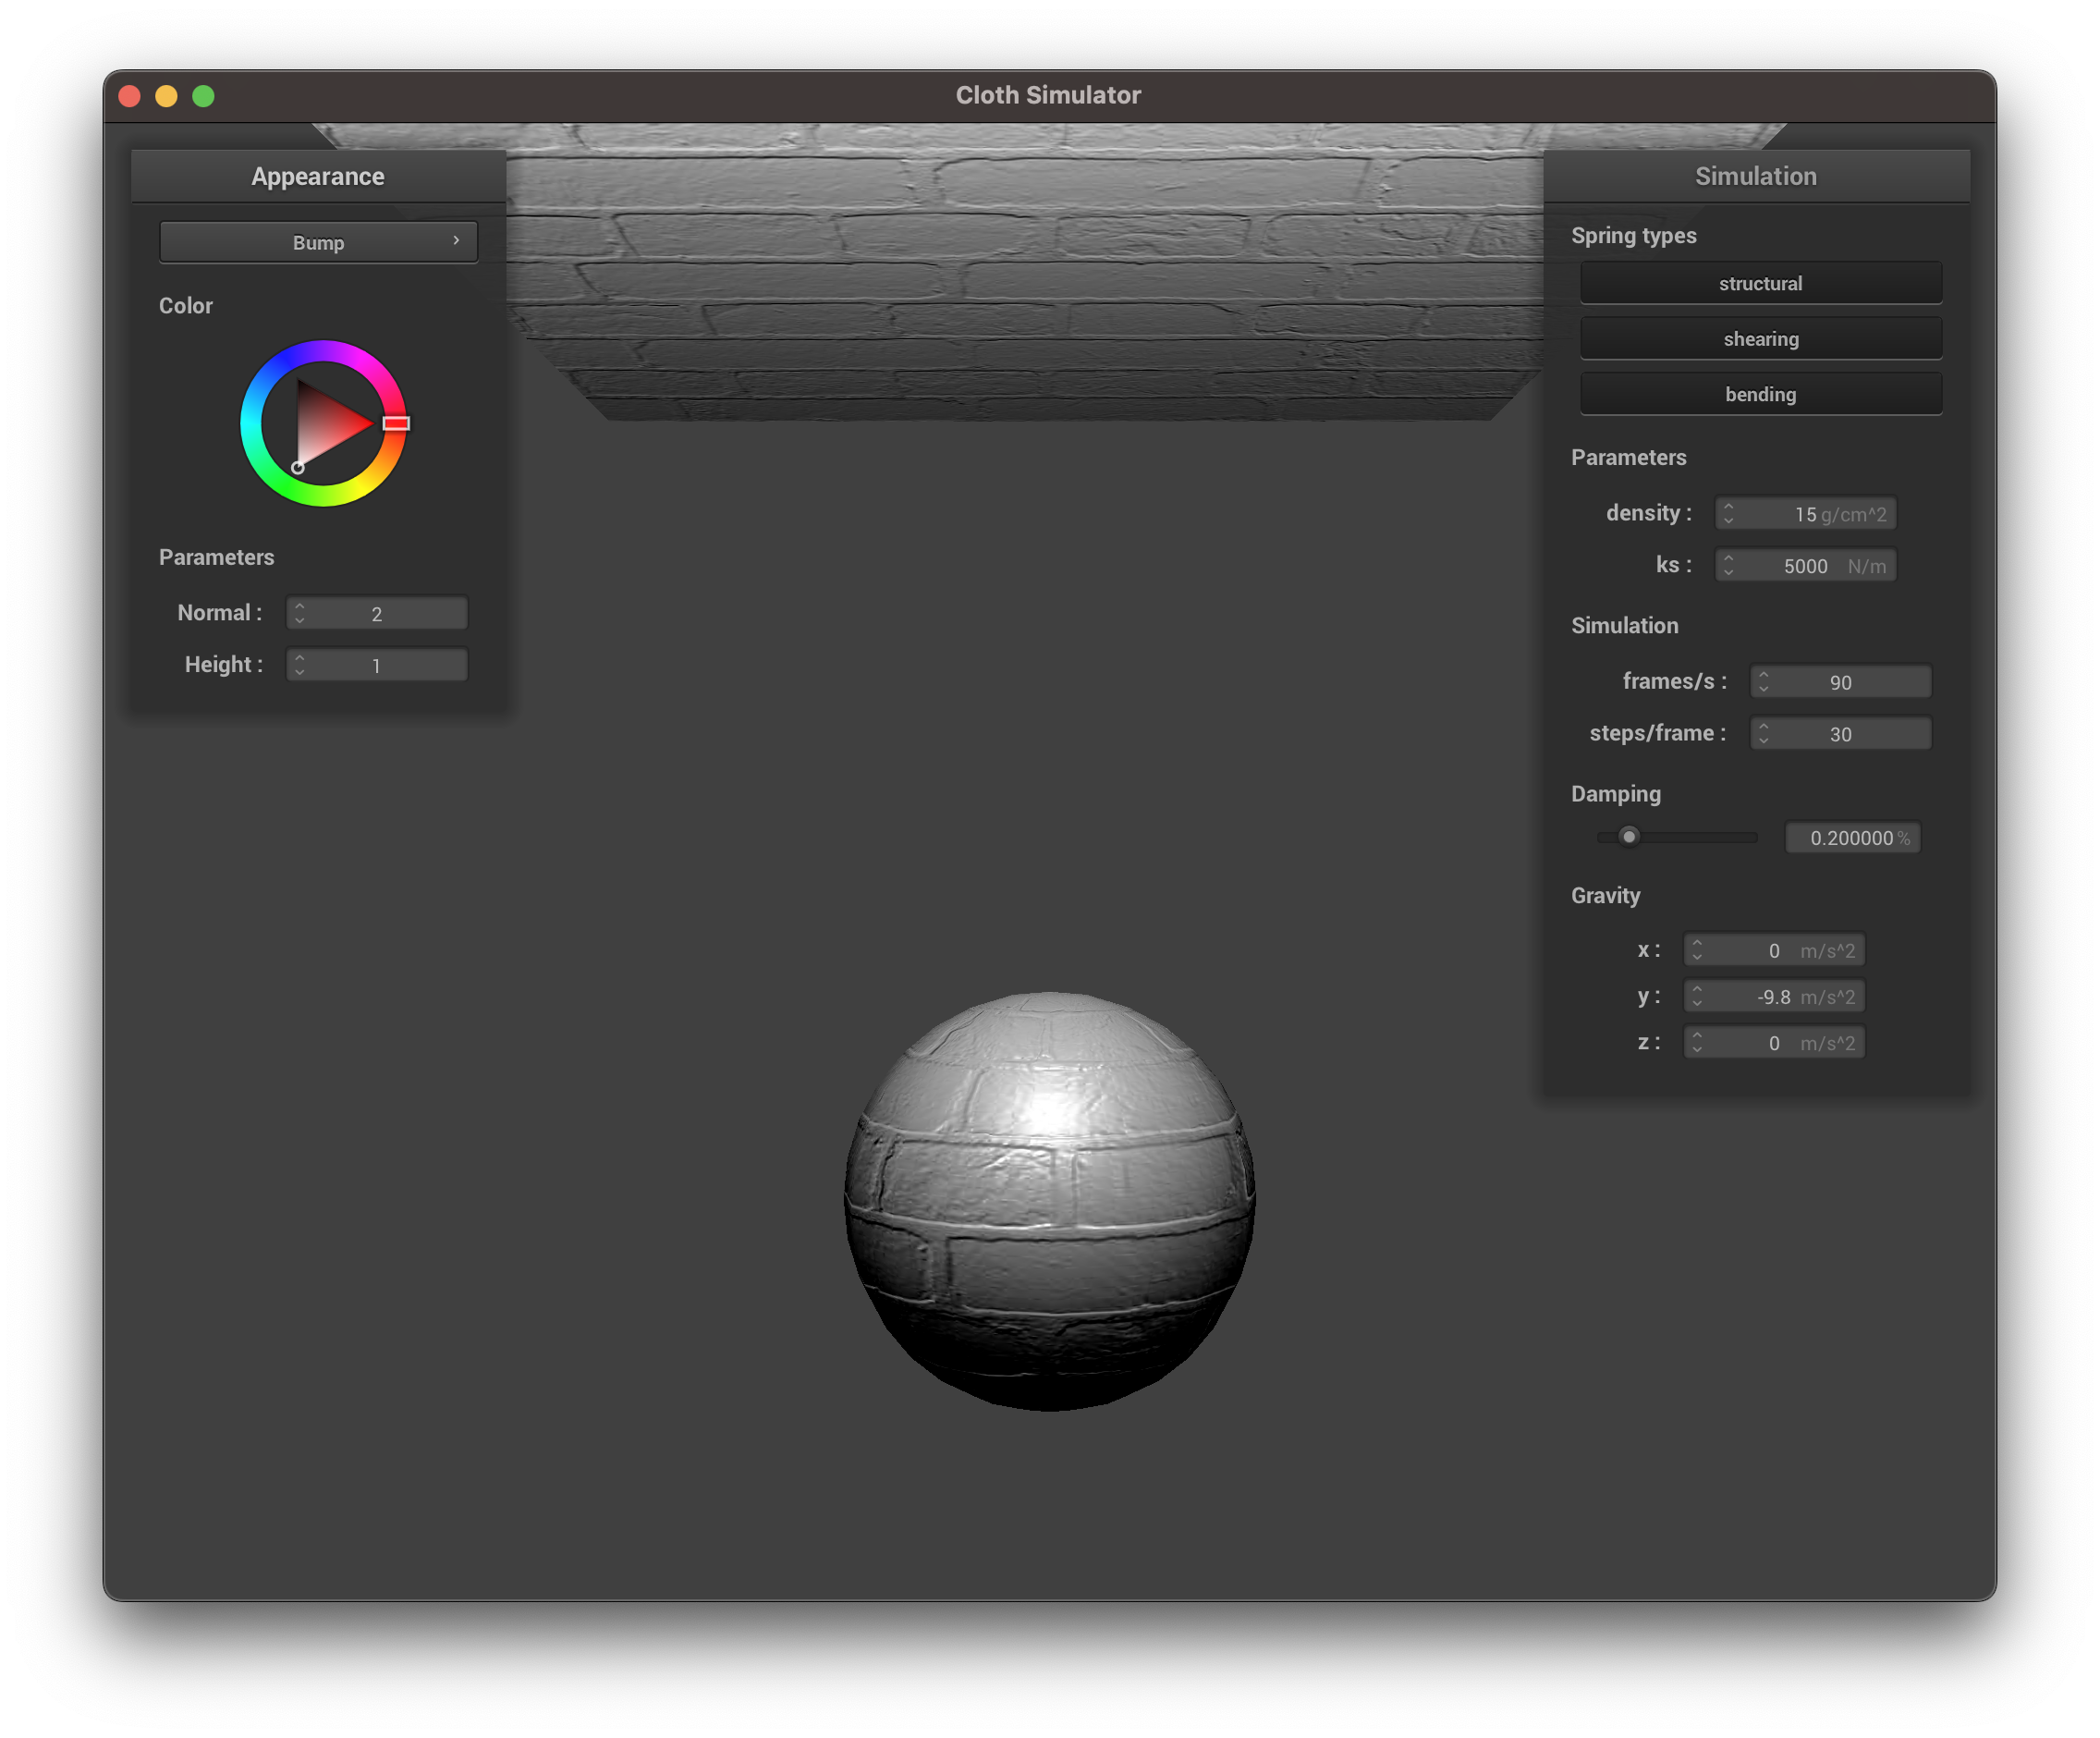 Cloth Simulator
Appearance
Bump
Color
Parameters
Normal : 2
Height : 1
Simulation
Spring types
structural
shearing
bending
Parameters
density : 15 g/cm^2
ks : 5000 N/m
Simulation
frames/s : 90
steps/frame : 30
Damping
0.200000 %
Gravity
x : 0 m/s^2
y : -9.8 m/s^2
z : 0 m/s^2